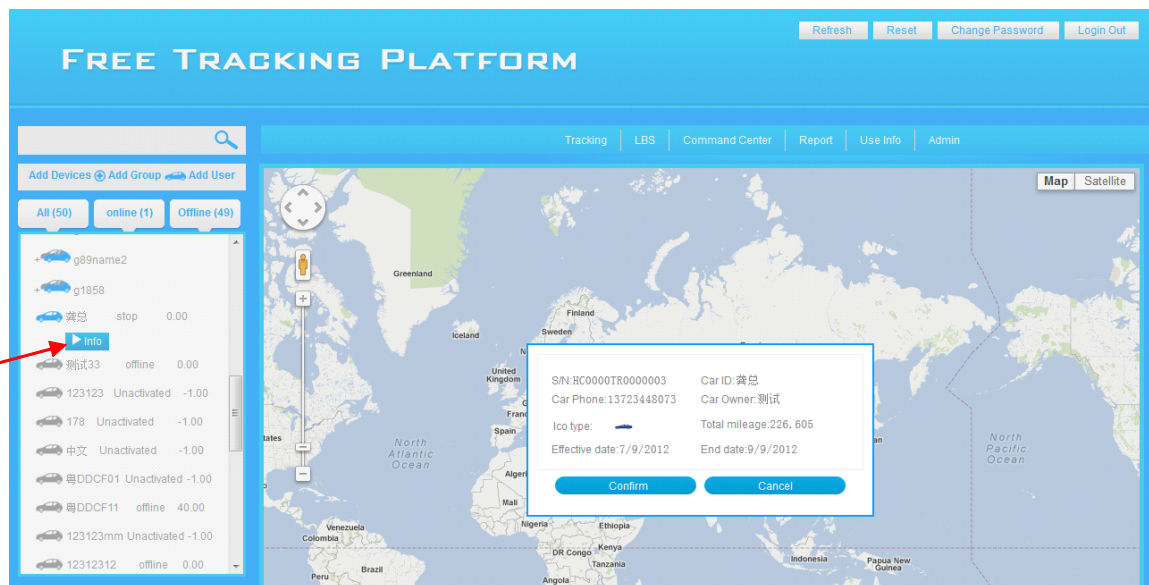 Refresh Reset Change Password Login Out
FREE TRACKING PLATFORM
Tracking LBS Command Center Report Use Info Admin
Add Devices Add Group Add User
All (50) online (1) Offline (49)
+ g89name2
+ g1858
龚总 stop 0.00
Info
测试33 offline 0.00
123123 Unactivated -1.00
178 Unactivated -1.00
中文 Unactivated -1.00
粤DDCF01 Unactivated -1.00
粤DDCF11 offline 40.00
123123mm Unactivated -1.00
12312312 offline 0.00
Map Satellite
Greenland
Iceland
Finland
Sweden
United
Kingdom
Spain
tates
North
Atlantic
Ocean
Mali
Nigeria
Ethiopia
Venezuela
Colombia
DR Congo
Kenya
Tanzania
Angola
Brazil
Peru
Indonesia
Papua New
Guinea
North
Pacific
Ocean
S/N:HC0000TR0000003 Car ID:龚总
Car Phone:13723448073 Car Owner:测试
Ico type: Total mileage:226.605
Effective date:7/9/2012 End date:9/9/2012
Confirm Cancel